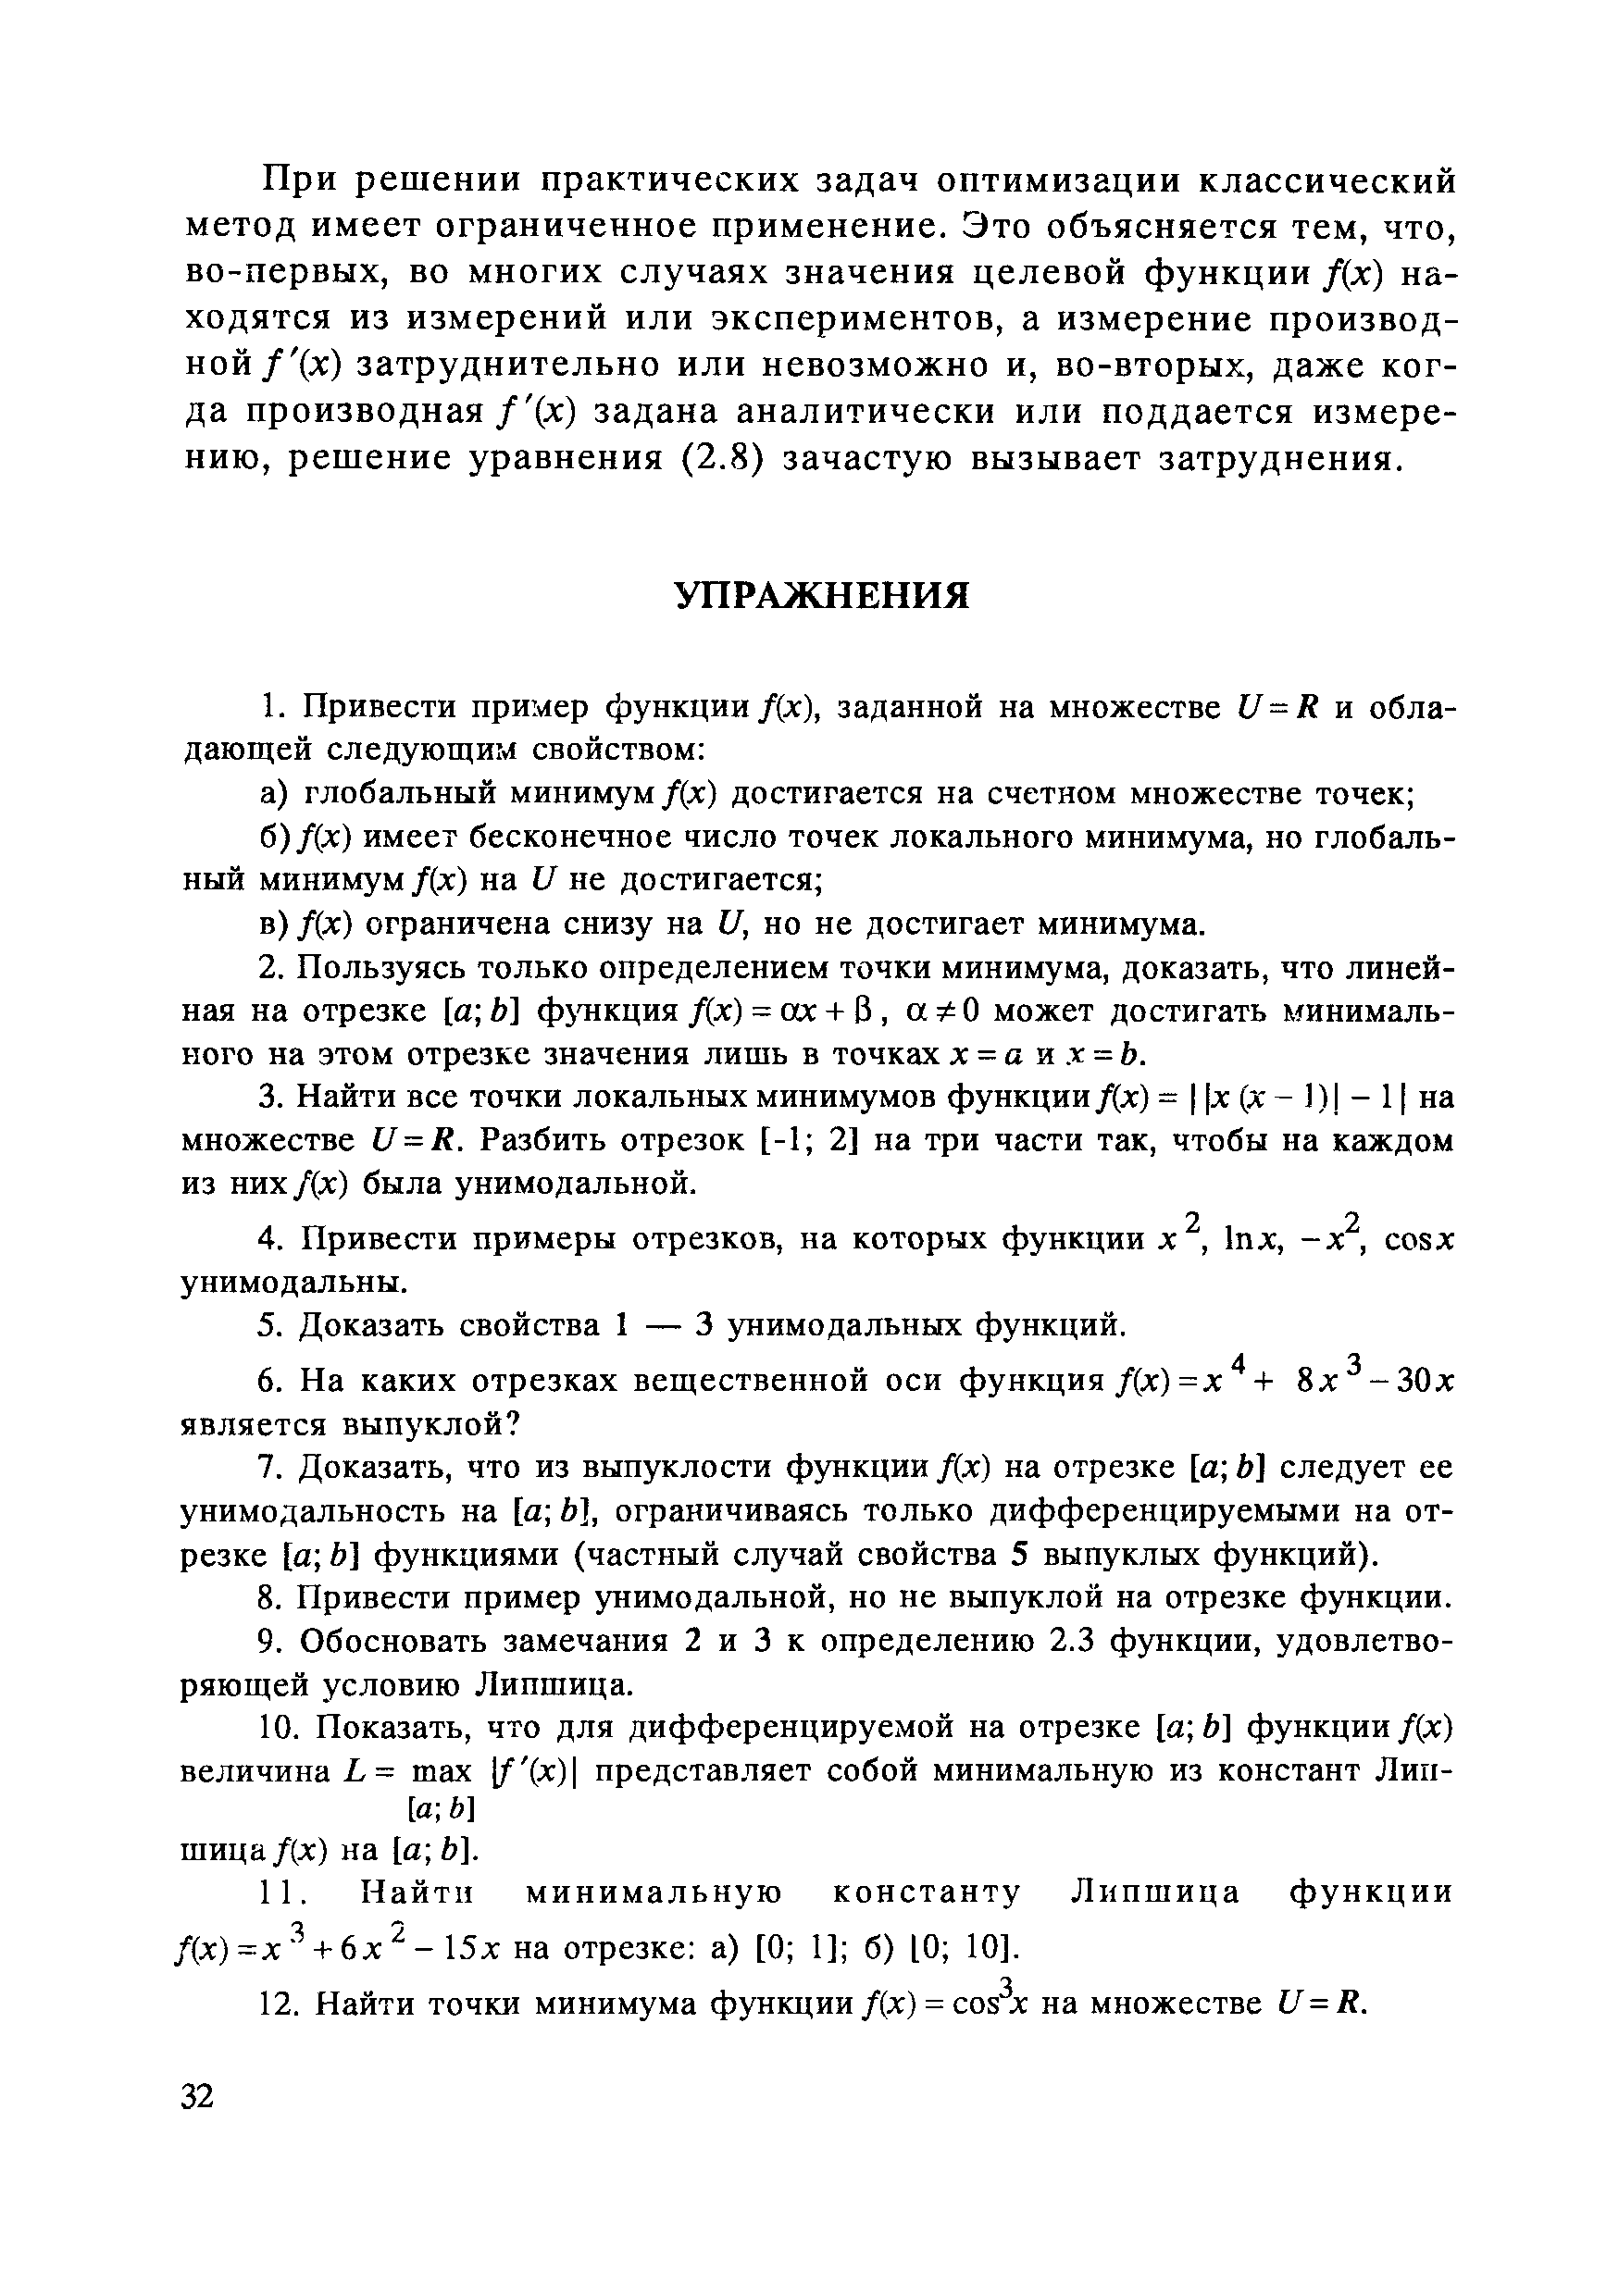 При решении практических задач оптимизации классический
метод имеет ограниченное применение. Это объясняется тем, что,
во-первых, во многих случаях значения целевой функции f(x) на-
ходятся из измерений или экспериментов, а измерение производ-
ной f'(x) затруднительно или невозможно и, во-вторых, даже ког-
да производная f'(x) задана аналитически или поддается измере-
нию, решение уравнения (2.8) зачастую вызывает затруднения.
УПРАЖНЕНИЯ
1. Привести пример функции f(x), заданной на множестве U = R и обла-
дающей следующим свойством:
а) глобальный минимум f(x) достигается на счетном множестве точек;
б) f(x) имеет бесконечное число точек локального минимума, но глобаль-
ный минимум f(x) на U не достигается;
в) f(x) ограничена снизу на U, но не достигает минимума.
2. Пользуясь только определением точки минимума, доказать, что линей-
ная на отрезке [a; b] функция f(x) = αx + β , α ≠ 0 может достигать минималь-
ного на этом отрезке значения лишь в точках x = a и x = b.
3. Найти все точки локальных минимумов функции f(x) = | |x (x − 1)| − 1 | на
множестве U = R. Разбить отрезок [-1; 2] на три части так, чтобы на каждом
из них f(x) была унимодальной.
4. Привести примеры отрезков, на которых функции x², lnx, −x², cosx
унимодальны.
5. Доказать свойства 1 — 3 унимодальных функций.
6. На каких отрезках вещественной оси функция f(x) = x⁴ + 8x³ − 30x
является выпуклой?
7. Доказать, что из выпуклости функции f(x) на отрезке [a; b] следует ее
унимодальность на [a; b], ограничиваясь только дифференцируемыми на от-
резке [a; b] функциями (частный случай свойства 5 выпуклых функций).
8. Привести пример унимодальной, но не выпуклой на отрезке функции.
9. Обосновать замечания 2 и 3 к определению 2.3 функции, удовлетво-
ряющей условию Липшица.
10. Показать, что для дифференцируемой на отрезке [a; b] функции f(x)
величина L = max |f'(x)| представляет собой минимальную из констант Лип-
[a; b]
шица f(x) на [a; b].
11. Найти минимальную константу Липшица функции
f(x) = x³ + 6x² − 15x на отрезке: а) [0; 1]; б) [0; 10].
12. Найти точки минимума функции f(x) = cos³x на множестве U = R.
32